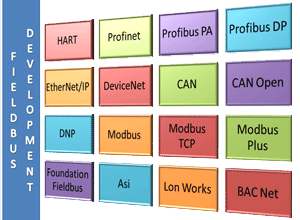 FIELDBUS
DEVELOPMENT
HART
Profinet
Profibus PA
Profibus DP
EtherNet/IP
DeviceNet
CAN
CAN Open
DNP
Modbus
Modbus
TCP
Modbus
Plus
Foundation
Fieldbus
Asi
Lon Works
BAC Net